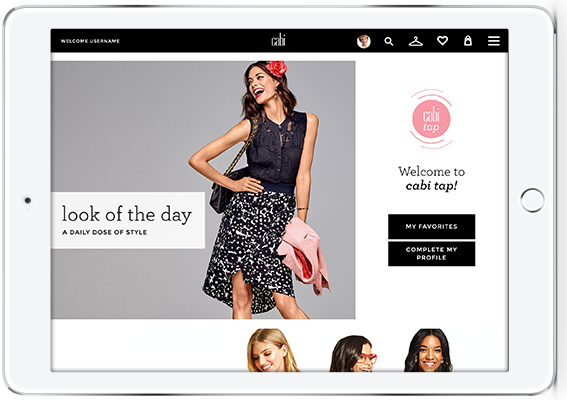 WELCOME USERNAME
cabi
cabi
tap
Welcome to
cabi tap!
look of the day
A DAILY DOSE OF STYLE
MY FAVORITES
COMPLETE MY
PROFILE